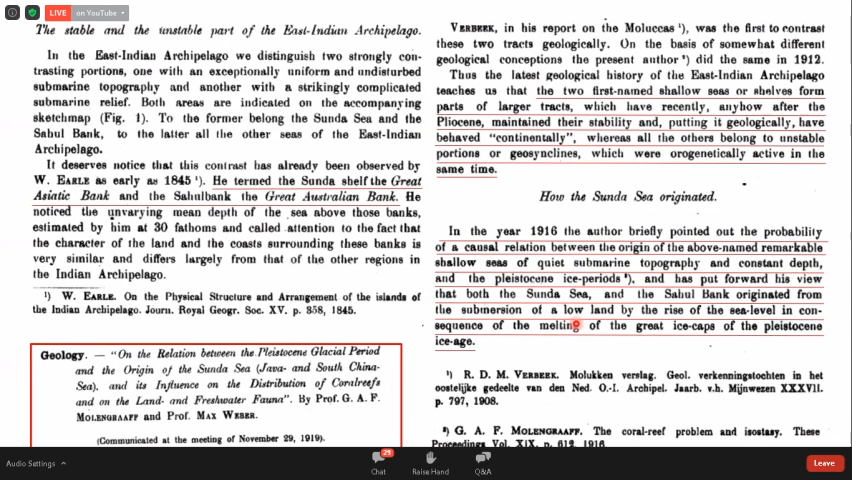 LIVE on YouTube
The stable and the unstable part of the East-Indian Archipelago.
In the East-Indian Archipelago we distinguish two strongly con-
trasting portions, one with an exceptionally uniform and undisturbed
submarine topography and another with a strikingly complicated
submarine relief. Both areas are indicated on the accompanying
sketchmap (Fig. 1). To the former belong the Sunda Sea and the
Sahul Bank, to the latter all the other seas of the East-Indian
Archipelago.
It deserves notice that this contrast has already been observed by
W. EARLE as early as 1845 ¹). He termed the Sunda shelf the Great
Asiatic Bank and the Sahulbank the Great Australian Bank. He
noticed the unvarying mean depth of the sea above those banks,
estimated by him at 30 fathoms and called attention to the fact that
the character of the land and the coasts surrounding these banks is
very similar and differs largely from that of the other regions in
the Indian Archipelago.
¹) W. EARLE. On the Physical Structure and Arrangement of the islands of
the Indian Archipelago. Journ. Royal Geogr. Soc. XV. p. 358, 1845.
Geology. — "On the Relation between the Pleistocene Glacial Period
and the Origin of the Sunda Sea (Java- and South China-
Sea), and its Influence on the Distribution of Coralreefs
and on the Land- and Freshwater Fauna". By Prof. G. A. F.
MOLENGRAAFF and Prof. MAX WEBER.
(Communicated at the meeting of November 29, 1919).
VERBEEK, in his report on the Moluccas ¹), was the first to contrast
these two tracts geologically. On the basis of somewhat different
geological conceptions the present author ²) did the same in 1912.
Thus the latest geological history of the East-Indian Archipelago
teaches us that the two first-named shallow seas or shelves form
parts of larger tracts, which have recently, anyhow after the
Pliocene, maintained their stability and, putting it geologically, have
behaved "continentally", whereas all the others belong to unstable
portions or geosynclines, which were orogenetically active in the
same time.
How the Sunda Sea originated.
In the year 1916 the author briefly pointed out the probability
of a causal relation between the origin of the above-named remarkable
shallow seas of quiet submarine topography and constant depth,
and the pleistocene ice-periods ³), and has put forward his view
that both the Sunda Sea, and the Sahul Bank originated from
the submersion of a low land by the rise of the sea-level in con-
sequence of the melting of the great ice-caps of the pleistocene
ice-age.
¹) R. D. M. VERBEEK. Molukken verslag. Geol. verkenningstochten in het
oostelijke gedeelte van den Ned. O.-I. Archipel. Jaarb. v.h. Mijnwezen XXXVII.
p. 797, 1908.
³) G. A. F. MOLENGRAAFF. The coral-reef problem and isostasy. These
Proceedings Vol. XIX. p. 612, 1916.
Audio Settings
29
Chat
Raise Hand
Q&A
Leave